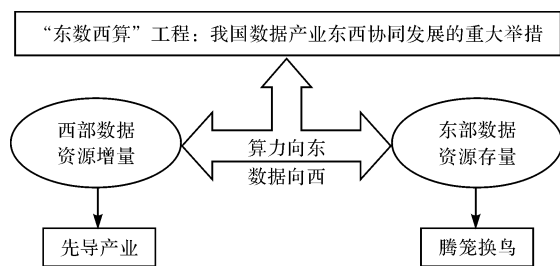 “东数西算”工程：我国数据产业东西协同发展的重大举措
西部数据
资源增量
算力向东
数据向西
东部数据
资源存量
先导产业
腾笼换鸟